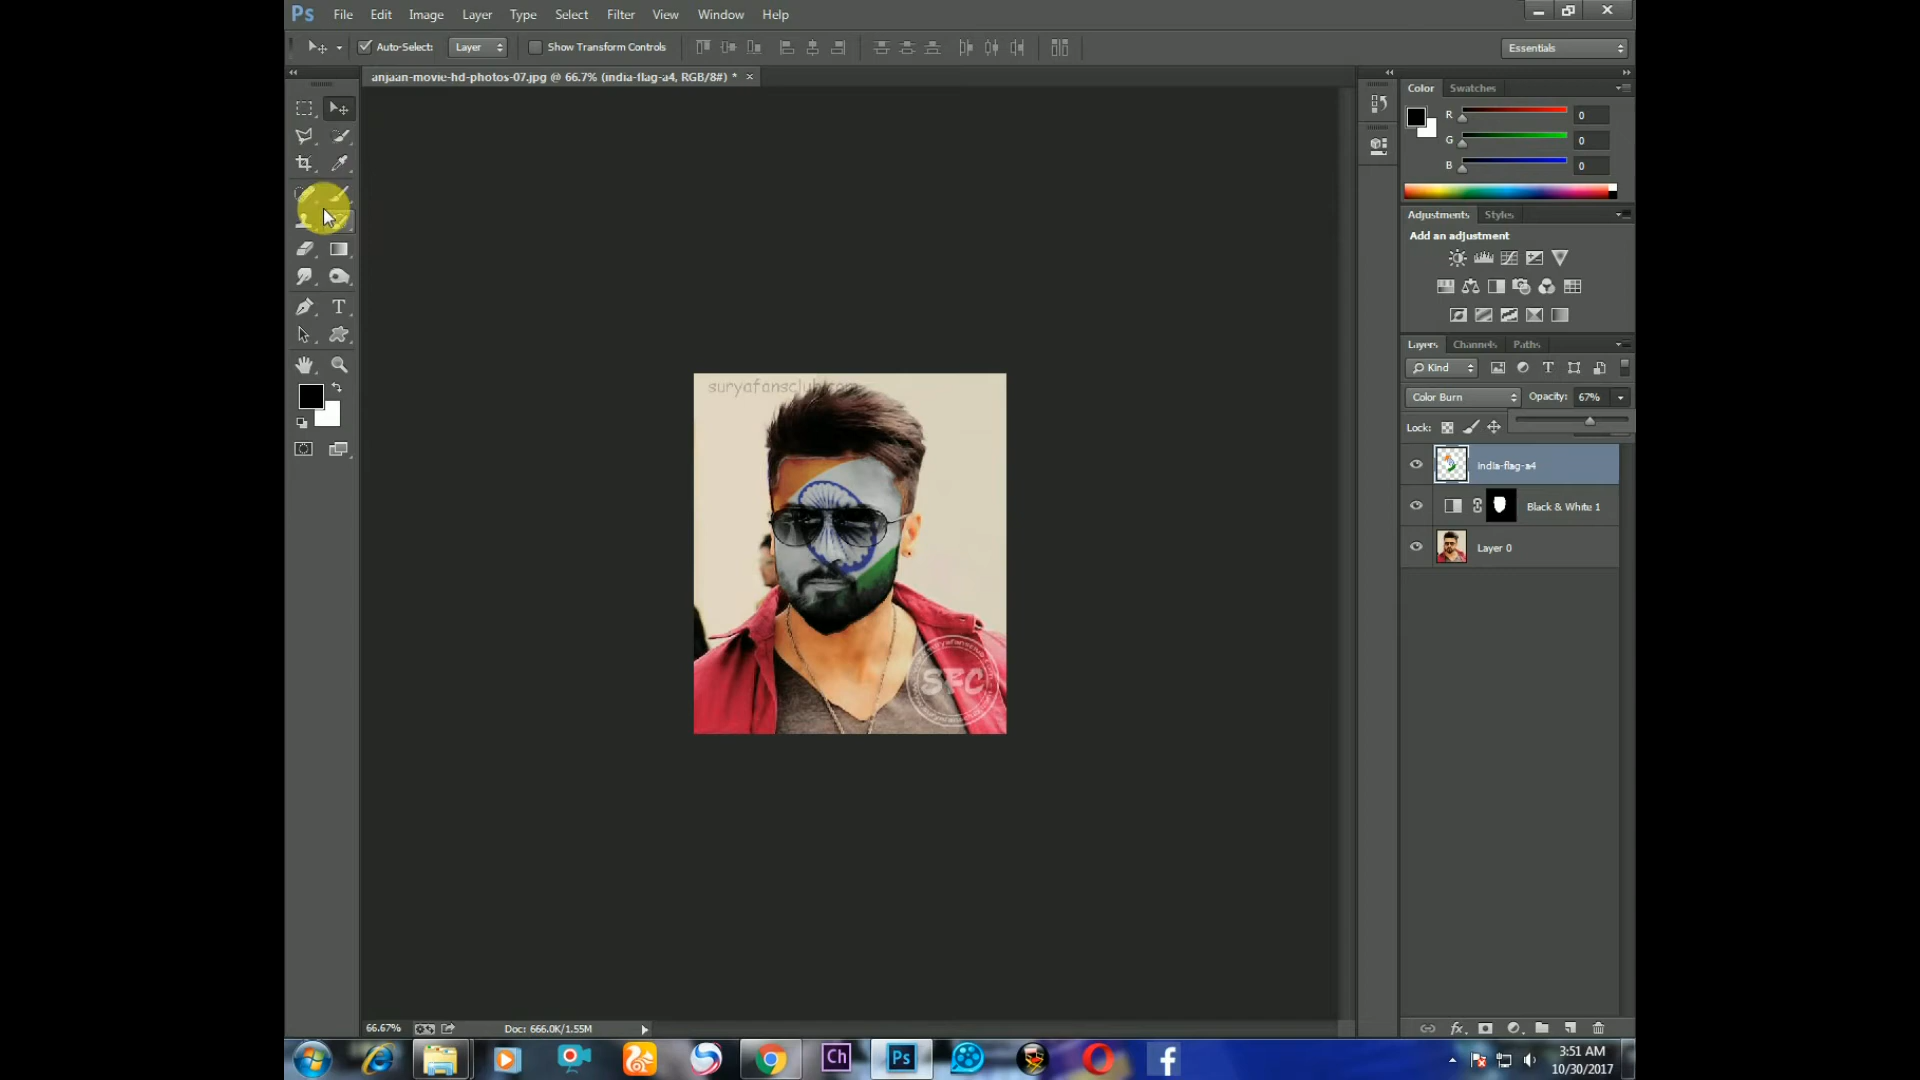 Ps File Edit Image Layer Type Select Filter View Window Help
Auto-Select: Layer Show Transform Controls Essentials
anjaan-movie-hd-photos-07.jpg @ 66.7% (india-flag-a4, RGB/8#) * ×
Color Swatches
R 0
G 0
B 0
Adjustments Styles
Add an adjustment
Layers Channels Paths
Kind
Color Burn Opacity: 67%
Lock:
india-flag-a4
Black & White 1
Layer 0
suryafansclub.com
SFC
66.67% Doc: 666.0K/1.55M
Ch Ps
3:51 AM
10/30/2017